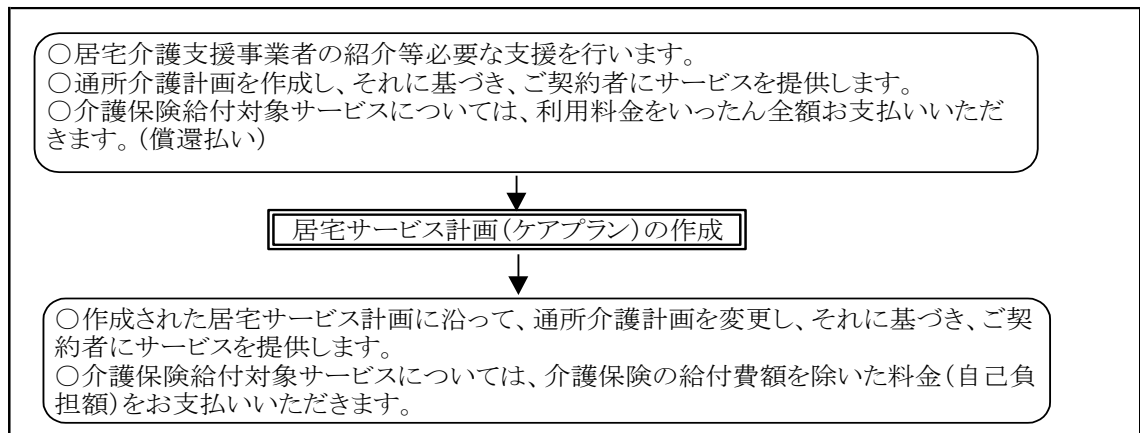 ○居宅介護支援事業者の紹介等必要な支援を行います。
○通所介護計画を作成し、それに基づき、ご契約者にサービスを提供します。
○介護保険給付対象サービスについては、利用料金をいったん全額お支払いいただ
きます。(償還払い)
居宅サービス計画(ケアプラン)の作成
○作成された居宅サービス計画に沿って、通所介護計画を変更し、それに基づき、ご契
約者にサービスを提供します。
○介護保険給付対象サービスについては、介護保険の給付費額を除いた料金(自己負
担額)をお支払いいただきます。